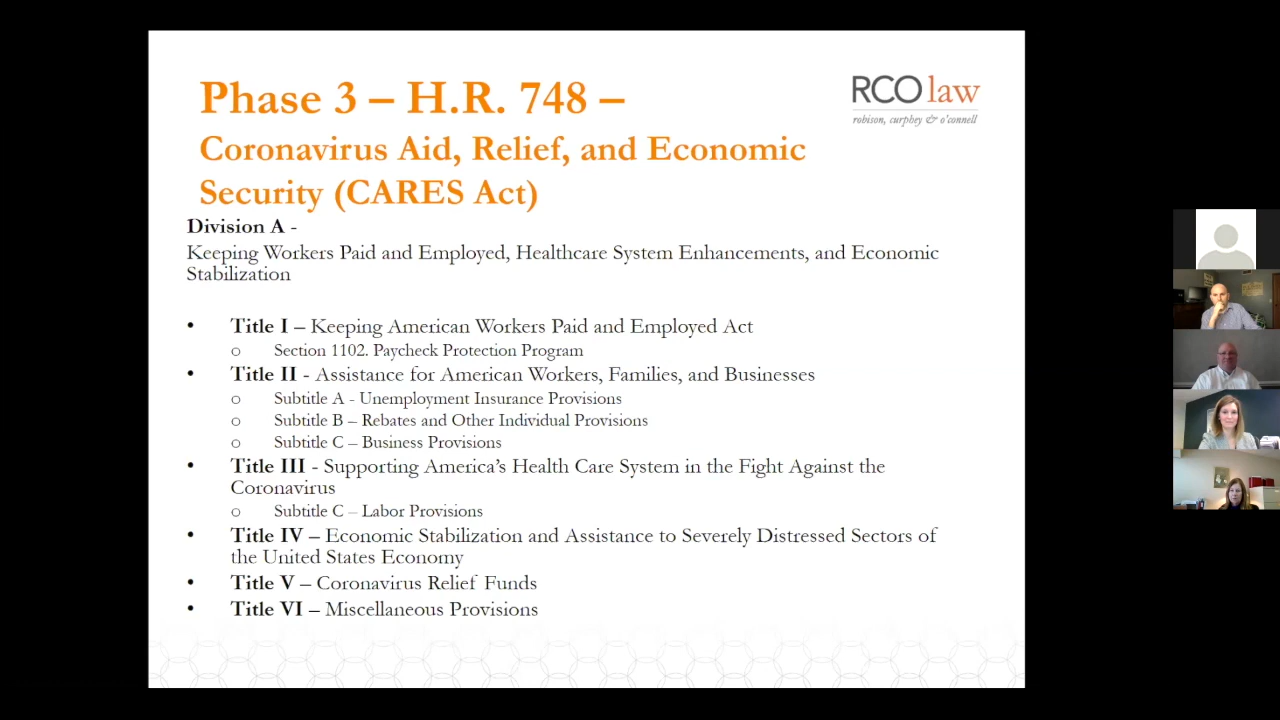 Phase 3 – H.R. 748 –
RCO law
robison, curphey & o'connell
Coronavirus Aid, Relief, and Economic
Security (CARES Act)
Division A -
Keeping Workers Paid and Employed, Healthcare System Enhancements, and Economic
Stabilization
• Title I – Keeping American Workers Paid and Employed Act
o Section 1102. Paycheck Protection Program
• Title II - Assistance for American Workers, Families, and Businesses
o Subtitle A - Unemployment Insurance Provisions
o Subtitle B – Rebates and Other Individual Provisions
o Subtitle C – Business Provisions
• Title III - Supporting America's Health Care System in the Fight Against the
Coronavirus
o Subtitle C – Labor Provisions
• Title IV – Economic Stabilization and Assistance to Severely Distressed Sectors of
the United States Economy
• Title V – Coronavirus Relief Funds
• Title VI – Miscellaneous Provisions